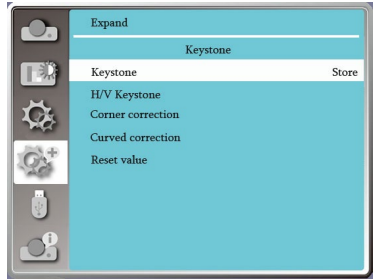 Expand
Keystone
Keystone Store
H/V Keystone
Corner correction
Curved correction
Reset value